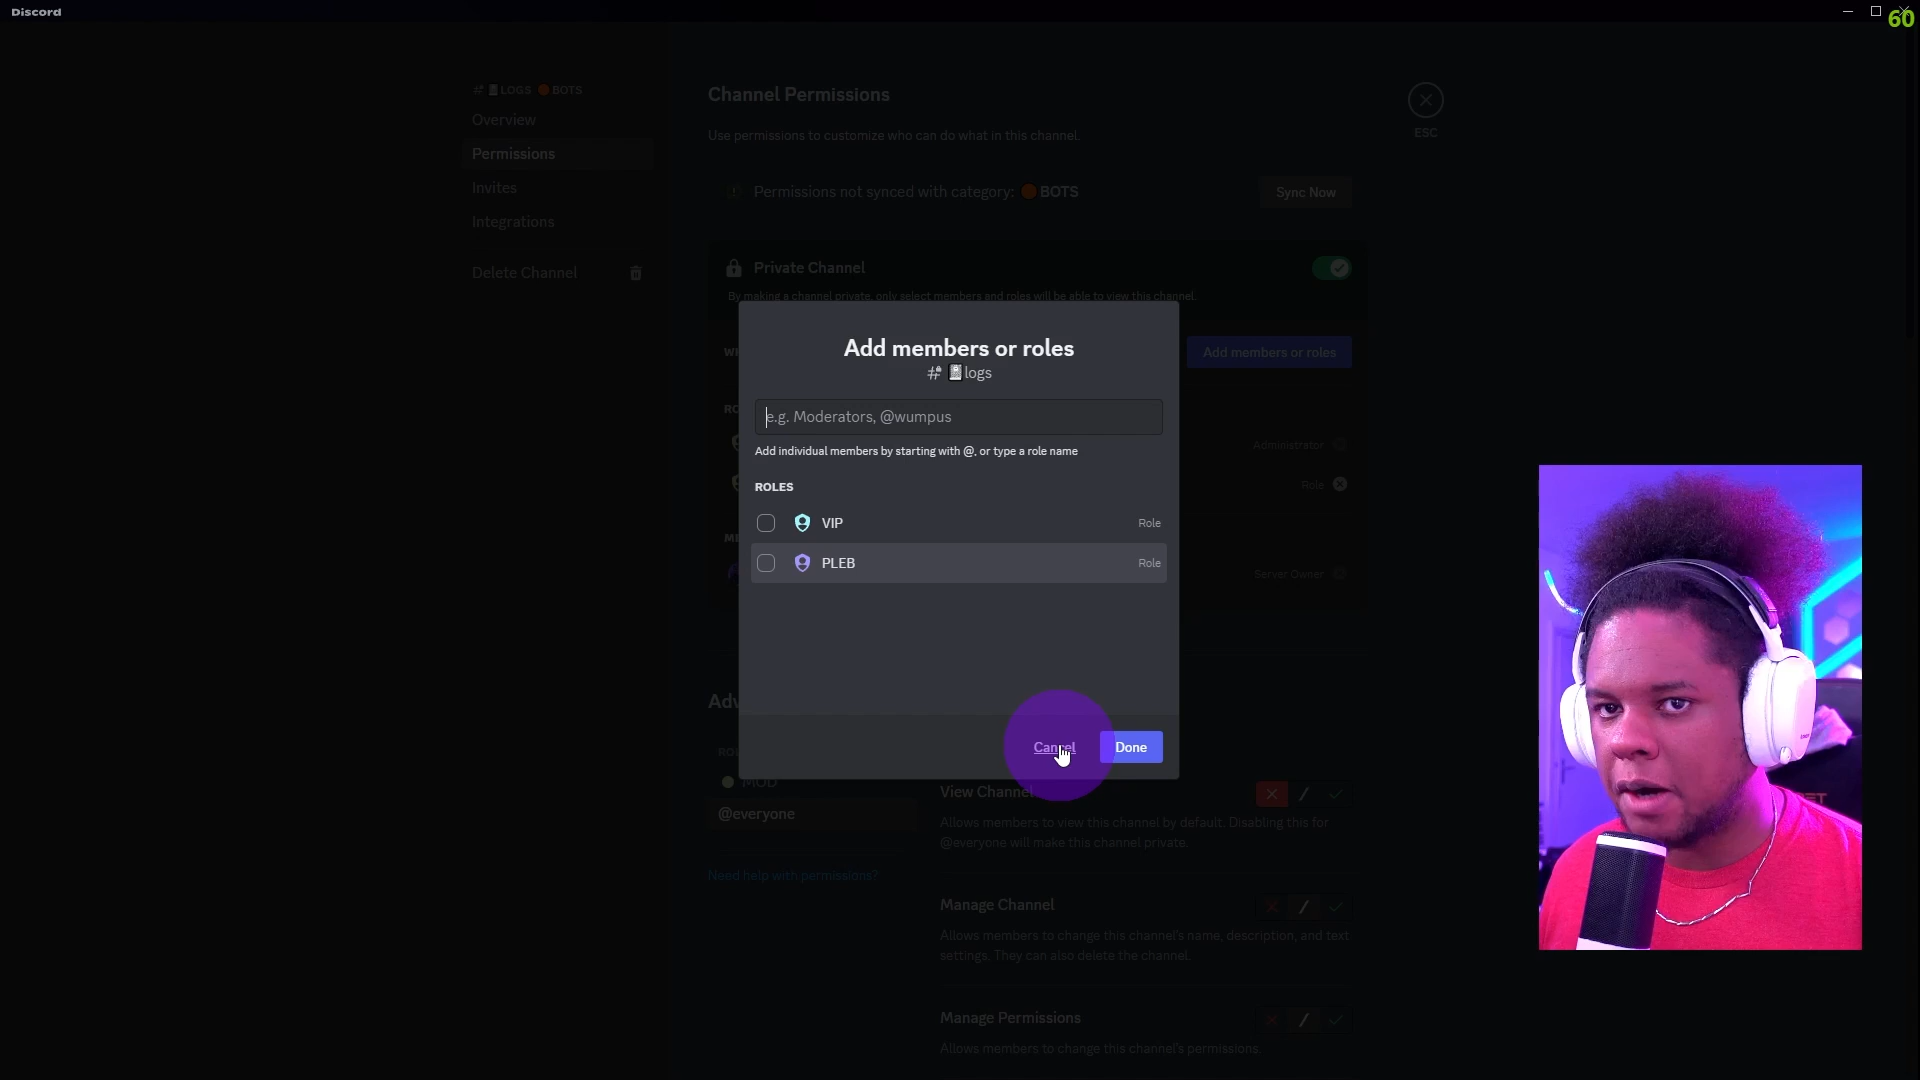 Discord
60
LOGS BOTS
Overview
Permissions
Invites
Integrations
Delete Channel
Channel Permissions
Use permissions to customize who can do what in this channel.
ESC
Permissions not synced with category: BOTS
Sync Now
Private Channel
By making a channel private, only select members and roles will be able to view this channel.
Add members or roles
Administrator
Role
Server Owner
Add members or roles
# logs
e.g. Moderators, @wumpus
Add individual members by starting with @, or type a role name
ROLES
VIP Role
PLEB Role
Cancel
Done
MOD
@everyone
Need help with permissions?
View Channel
Allows members to view this channel by default. Disabling this for
@everyone will make this channel private.
Manage Channel
Allows members to change this channel's name, description, and text
settings. They can also delete the channel.
Manage Permissions
Allows members to change this channel's permissions.